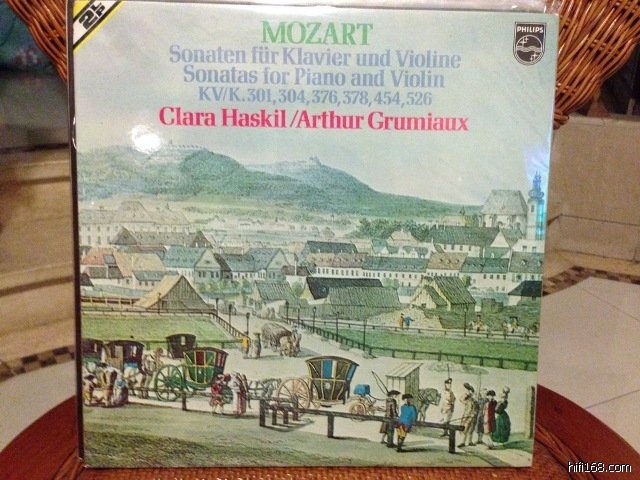 2 LP
MOZART
PHILIPS
Sonaten für Klavier und Violine
Sonatas for Piano and Violin
KV/K. 301, 304, 376, 378, 454, 526
Clara Haskil/Arthur Grumiaux
hifi168.com